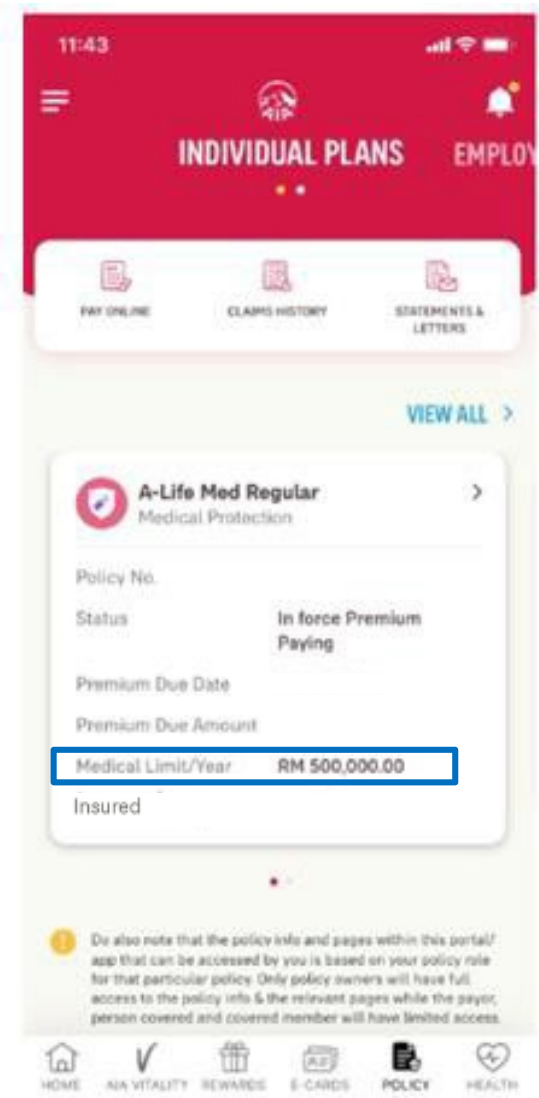 11:43
AIA
INDIVIDUAL PLANS
EMPLOY
PAY ONLINE
CLAIMS HISTORY
STATEMENTS &
LETTERS
VIEW ALL >
A-Life Med Regular
Medical Protection
Policy No.
Status In force Premium
Paying
Premium Due Date
Premium Due Amount
Medical Limit/Year RM 500,000.00
Insured
Do also note that the policy info and pages within this portal/
app that can be accessed by you is based on your policy role
for that particular policy. Only policy owners will have full
access to the policy info & the relevant pages while the payor,
person covered and covered member will have limited access.
HOME
AIA VITALITY
REWARDS
E-CARDS
POLICY
HEALTH